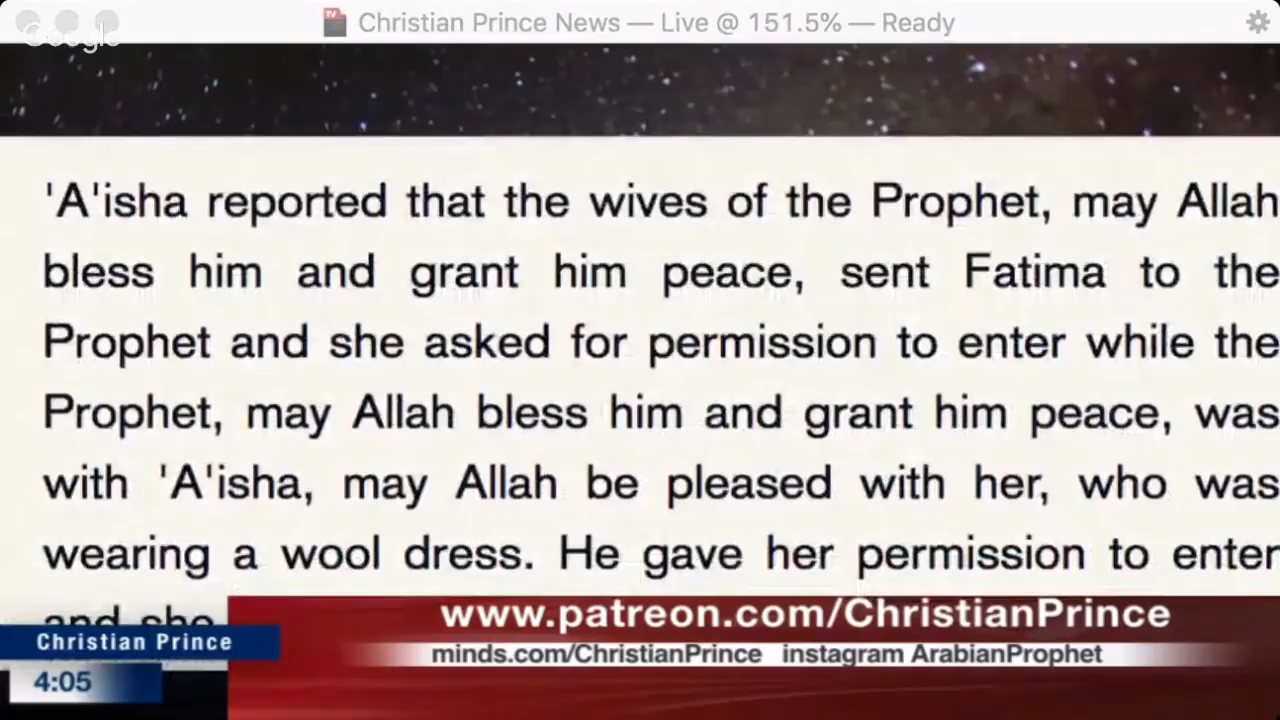 Christian Prince News — Live @ 151.5% — Ready
Google
'A'isha reported that the wives of the Prophet, may Allah
bless him and grant him peace, sent Fatima to the
Prophet and she asked for permission to enter while the
Prophet, may Allah bless him and grant him peace, was
with 'A'isha, may Allah be pleased with her, who was
wearing a wool dress. He gave her permission to enter
and she
www.patreon.com/ChristianPrince
Christian Prince
minds.com/ChristianPrince instagram ArabianProphet
4:05